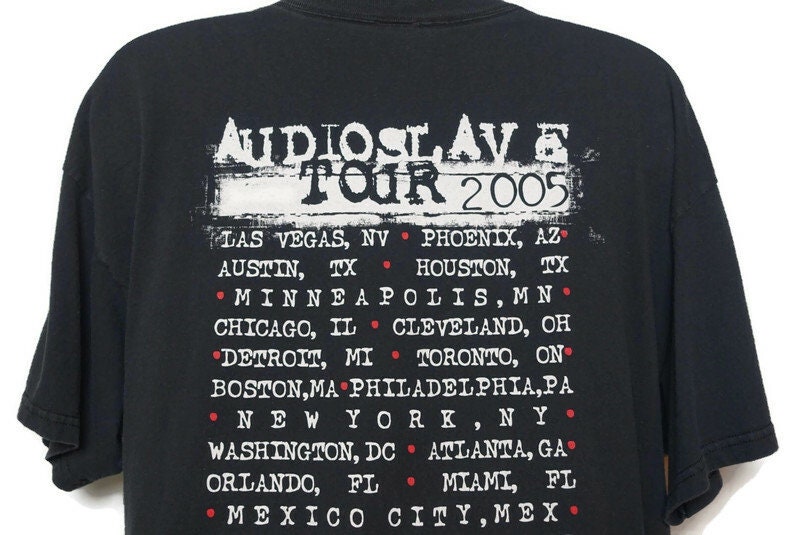 AUDIOSLAVE
TOUR 2005
LAS VEGAS, NV • PHOENIX, AZ•
AUSTIN, TX • HOUSTON, TX
•MINNEAPOLIS,MN•
CHICAGO, IL • CLEVELAND, OH
•DETROIT, MI • TORONTO, ON•
BOSTON,MA•PHILADELPHIA,PA
•NEW YORK,NY•
WASHINGTON,DC • ATLANTA,GA•
ORLANDO, FL • MIAMI, FL
•MEXICO CITY,MEX•